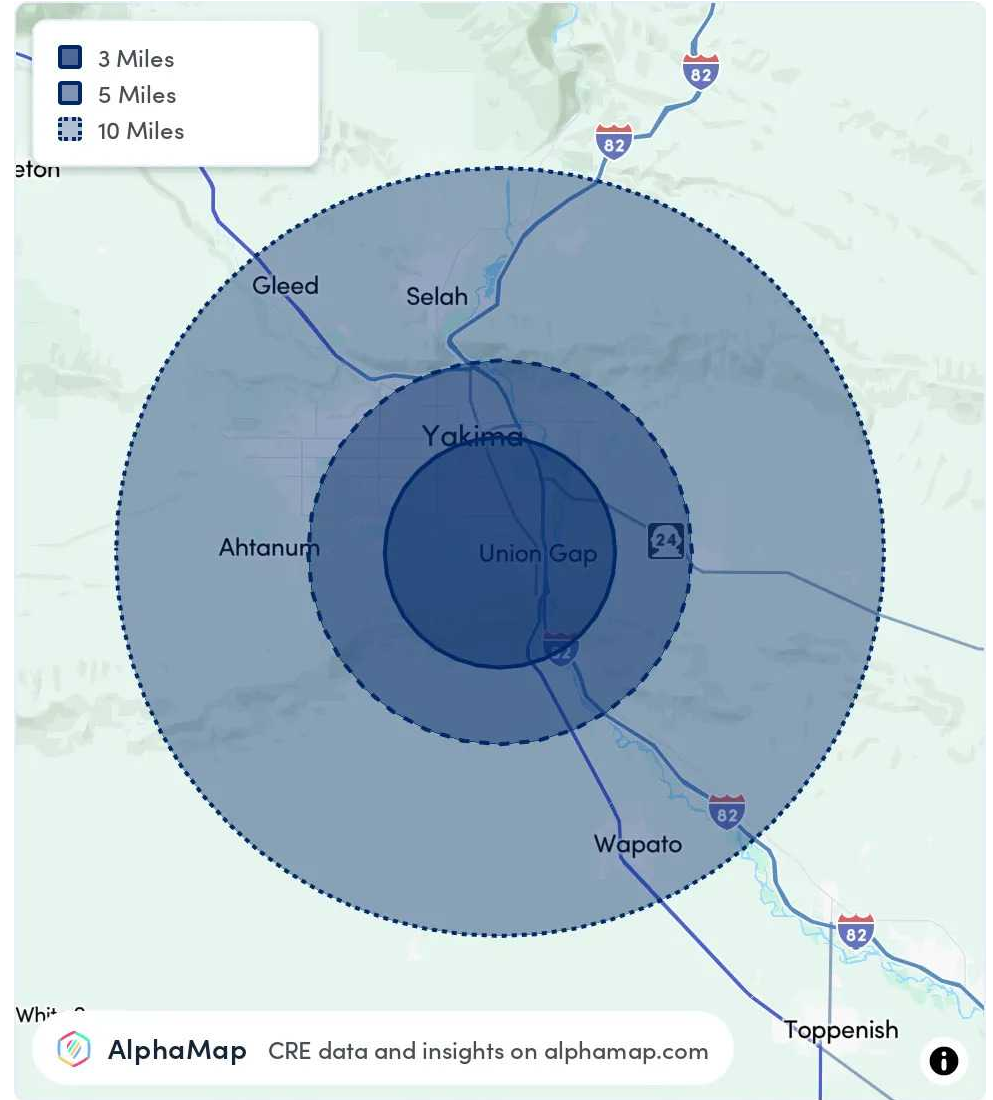 3 Miles
5 Miles
10 Miles
82
82
eton
Gleed
Selah
Yakima
Ahtanum
Union Gap
24
82
82
Wapato
82
Toppenish
AlphaMap CRE data and insights on alphamap.com